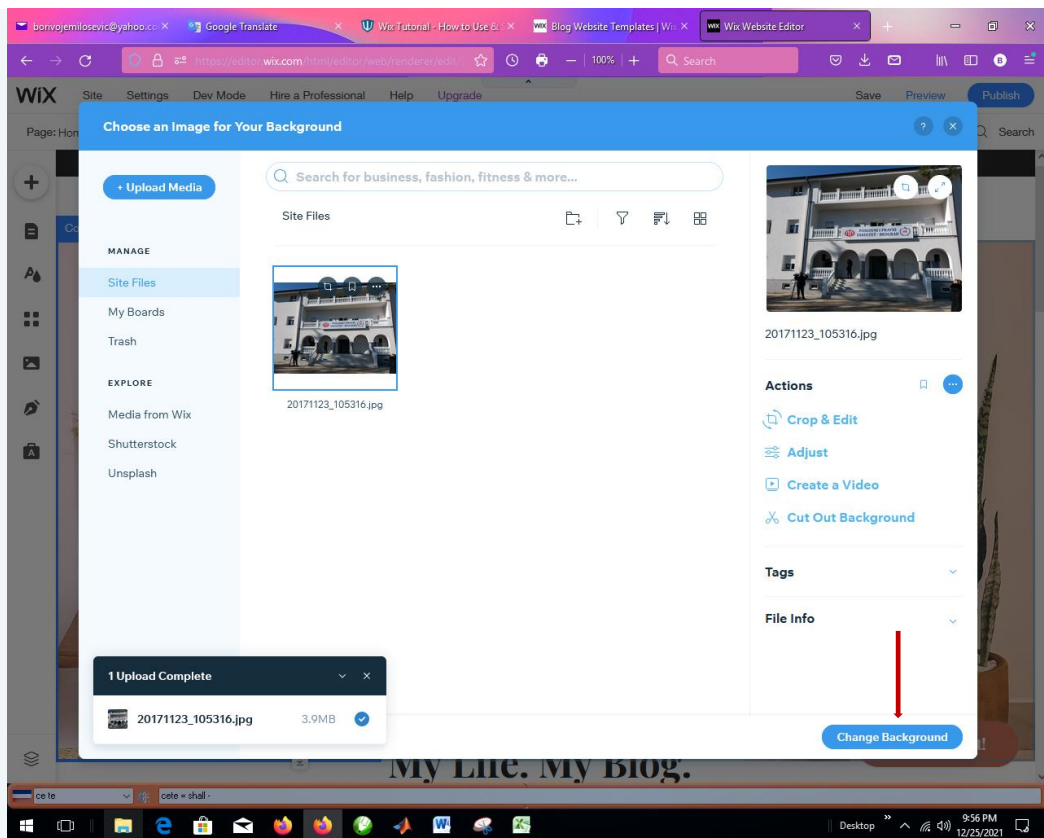 borivojemilosevic@yahoo.co
Google Translate
Wix Tutorial - How to Use &
Blog Website Templates | Wi
Wix Website Editor
https://editor.wix.com/html/editor/web/renderer/edit/
100%
Search
WiX
Site
Settings
Dev Mode
Hire a Professional
Help
Upgrade
Save
Preview
Publish
Page: Hom
Search
Choose an Image for Your Background
+ Upload Media
Search for business, fashion, fitness & more...
Site Files
MANAGE
Site Files
My Boards
Trash
EXPLORE
Media from Wix
Shutterstock
Unsplash
20171123_105316.jpg
20171123_105316.jpg
Actions
Crop & Edit
Adjust
Create a Video
Cut Out Background
Tags
File Info
1 Upload Complete
20171123_105316.jpg
3.9MB
Change Background
My Life. My Blog.
ce te
cete = shall -
Desktop
9:56 PM
12/25/2021